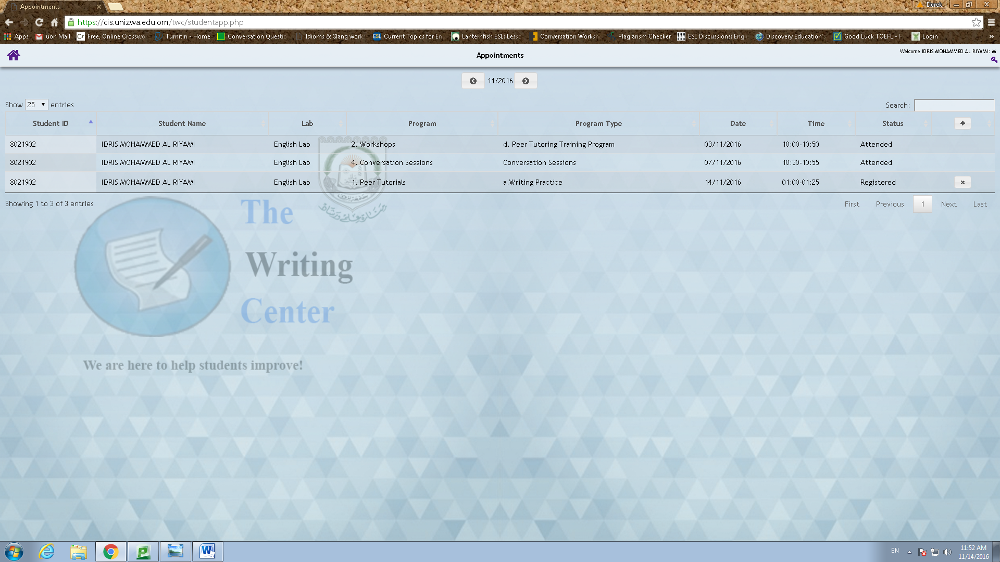 Appointments
Derek
https://cis.unizwa.edu.om/twc/studentapp.php
Apps uon Mail Free, Online Crosswo Turnitin - Home Conversation Questio Idioms & Slang work ESL Current Topics for En Lanternfish ESL: Lesso Conversation Worksh Plagiarism Checker ESL Discussions: Engli Discovery Education' Good Luck TOEFL - F Login »
Appointments
Welcome IDRIS MOHAMMED AL RIYAMI: M
11/2016
Show 25 entries Search:
Student ID Student Name Lab Program Program Type Date Time Status
8021902 IDRIS MOHAMMED AL RIYAMI English Lab 2. Workshops d. Peer Tutoring Training Program 03/11/2016 10:00-10:50 Attended
8021902 IDRIS MOHAMMED AL RIYAMI English Lab 4. Conversation Sessions Conversation Sessions 07/11/2016 10:30-10:55 Attended
8021902 IDRIS MOHAMMED AL RIYAMI English Lab 1. Peer Tutorials a.Writing Practice 14/11/2016 01:00-01:25 Registered
Showing 1 to 3 of 3 entries First Previous 1 Next Last
The
Writing
Center
We are here to help students improve!
EN 11:52 AM
11/14/2016